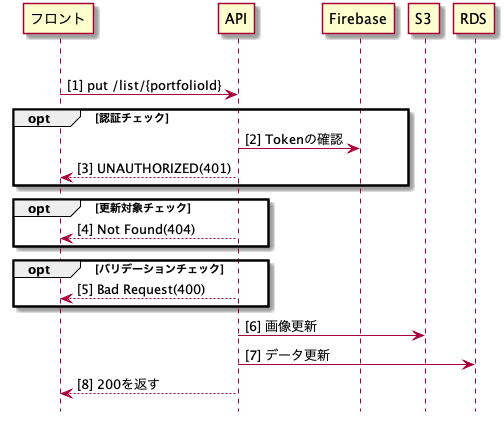 フロント API Firebase S3 RDS
[1] put /list/{portfolioId}
opt [認証チェック]
[2] Tokenの確認
[3] UNAUTHORIZED(401)
opt [更新対象チェック]
[4] Not Found(404)
opt [バリデーションチェック]
[5] Bad Request(400)
[6] 画像更新
[7] データ更新
[8] 200を返す